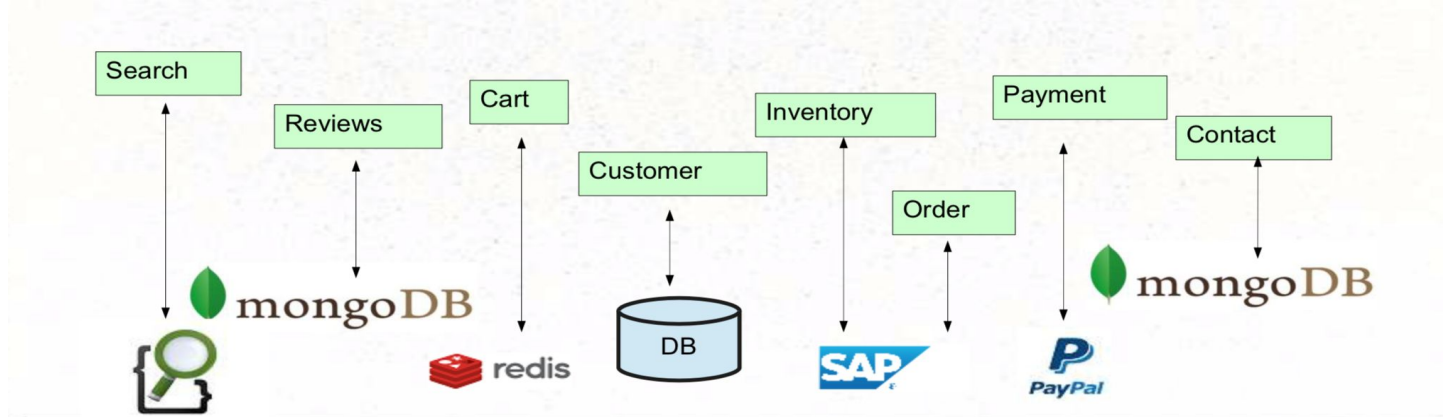 Search
Reviews
Cart
Customer
Inventory
Order
Payment
Contact
mongoDB
redis
DB
SAP
PayPal
mongoDB